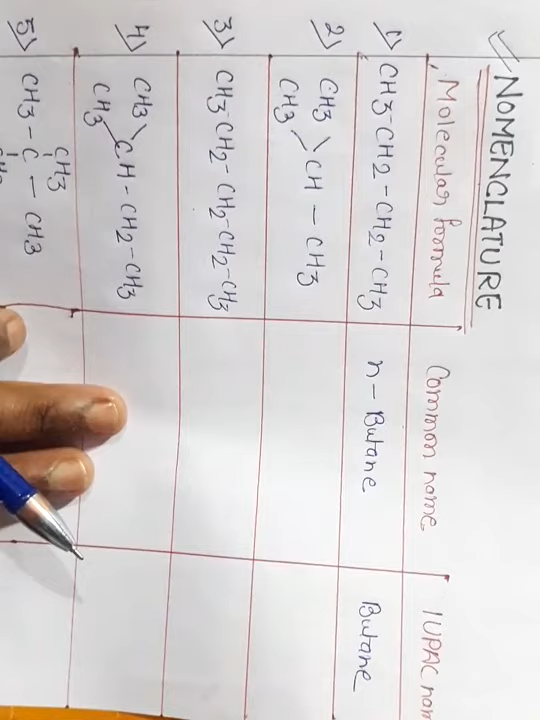 NOMENCLATURE
Molecular formula Common name IUPAC
1) CH3-CH2-CH2-CH3 n-Butane Butane
2) CH3
CH-CH3
CH3
3) CH3-CH2-CH2-CH2-CH3
4) CH3
CH-CH2-CH3
CH3
5) CH3
CH3-C-CH3